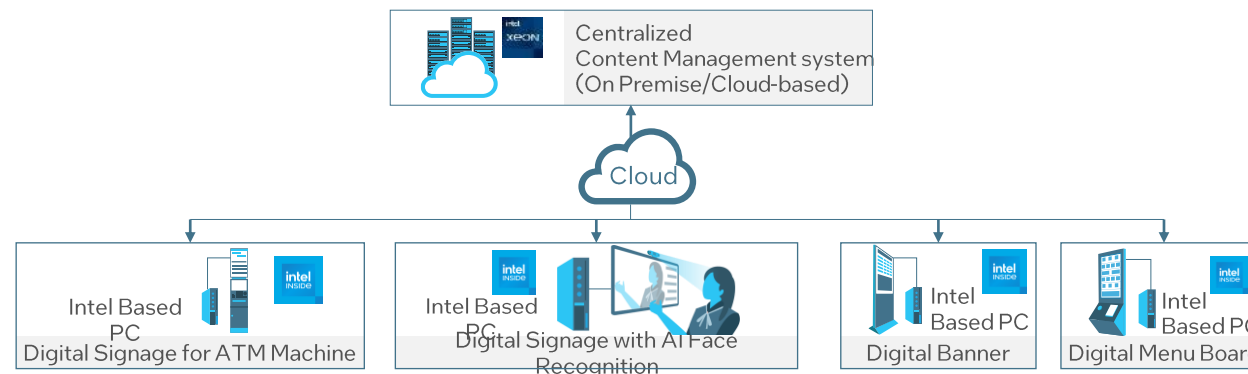 intel
XEON
Centralized
Content Management system
(On Premise/Cloud-based)
Cloud
intel
INSIDE
Intel Based
PC
Digital Signage for ATM Machine
intel
INSIDE
Intel Based
PC
Digital Signage with AI Face
Recognition
intel
INSIDE
Intel
Based PC
Digital Banner
intel
INSIDE
Intel
Based PC
Digital Menu Boar